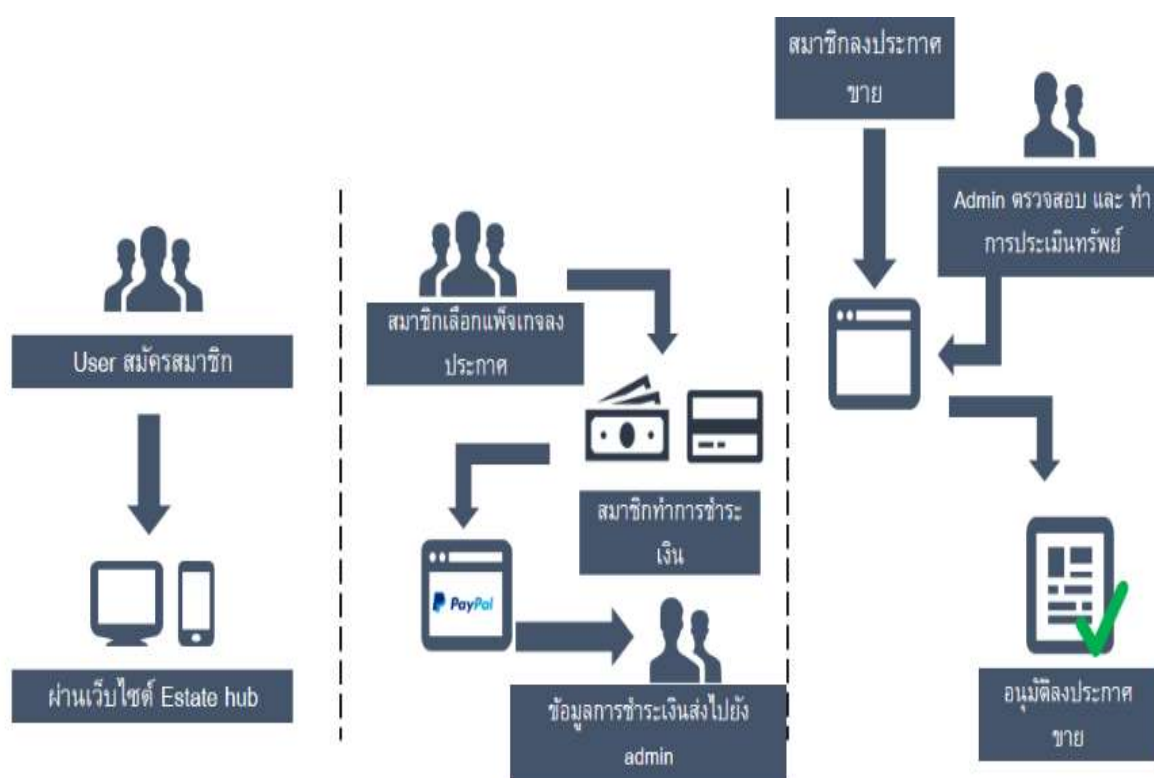 User สมัครสมาชิก
ผ่านเว็บไซต์ Estate hub
สมาชิกเลือกแพ็จเกจลง
ประกาศ
สมาชิกทำการชำระ
เงิน
PayPal
ข้อมูลการชำระเงินส่งไปยัง
admin
สมาชิกลงประกาศ
ขาย
Admin ตรวจสอบ และ ทำ
การประเมินทรัพย์
อนุมัติลงประกาศ
ขาย